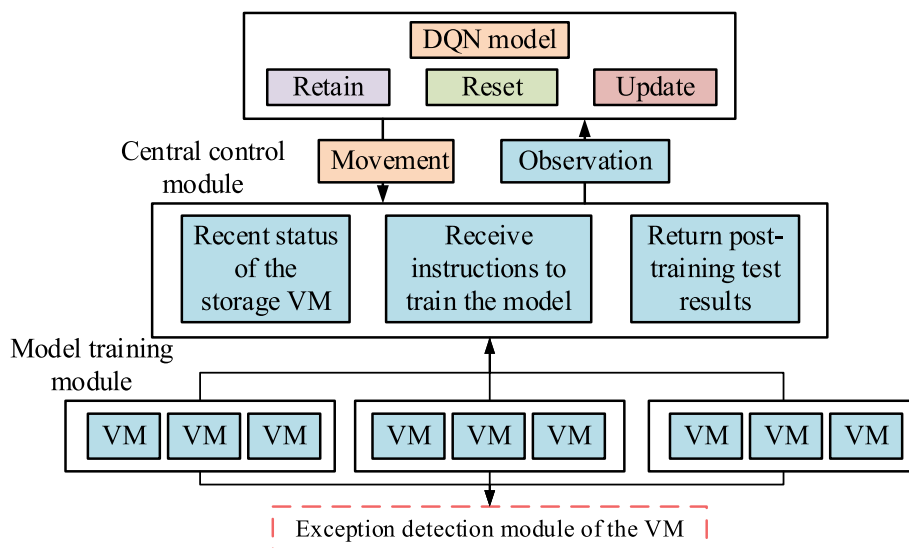 DQN model
Retain
Reset
Update
Central control
module
Movement
Observation
Recent status
of the
storage VM
Receive
instructions to
train the model
Return post-
training test
results
Model training
module
VM VM VM
VM VM VM
VM VM VM
Exception detection module of the VM